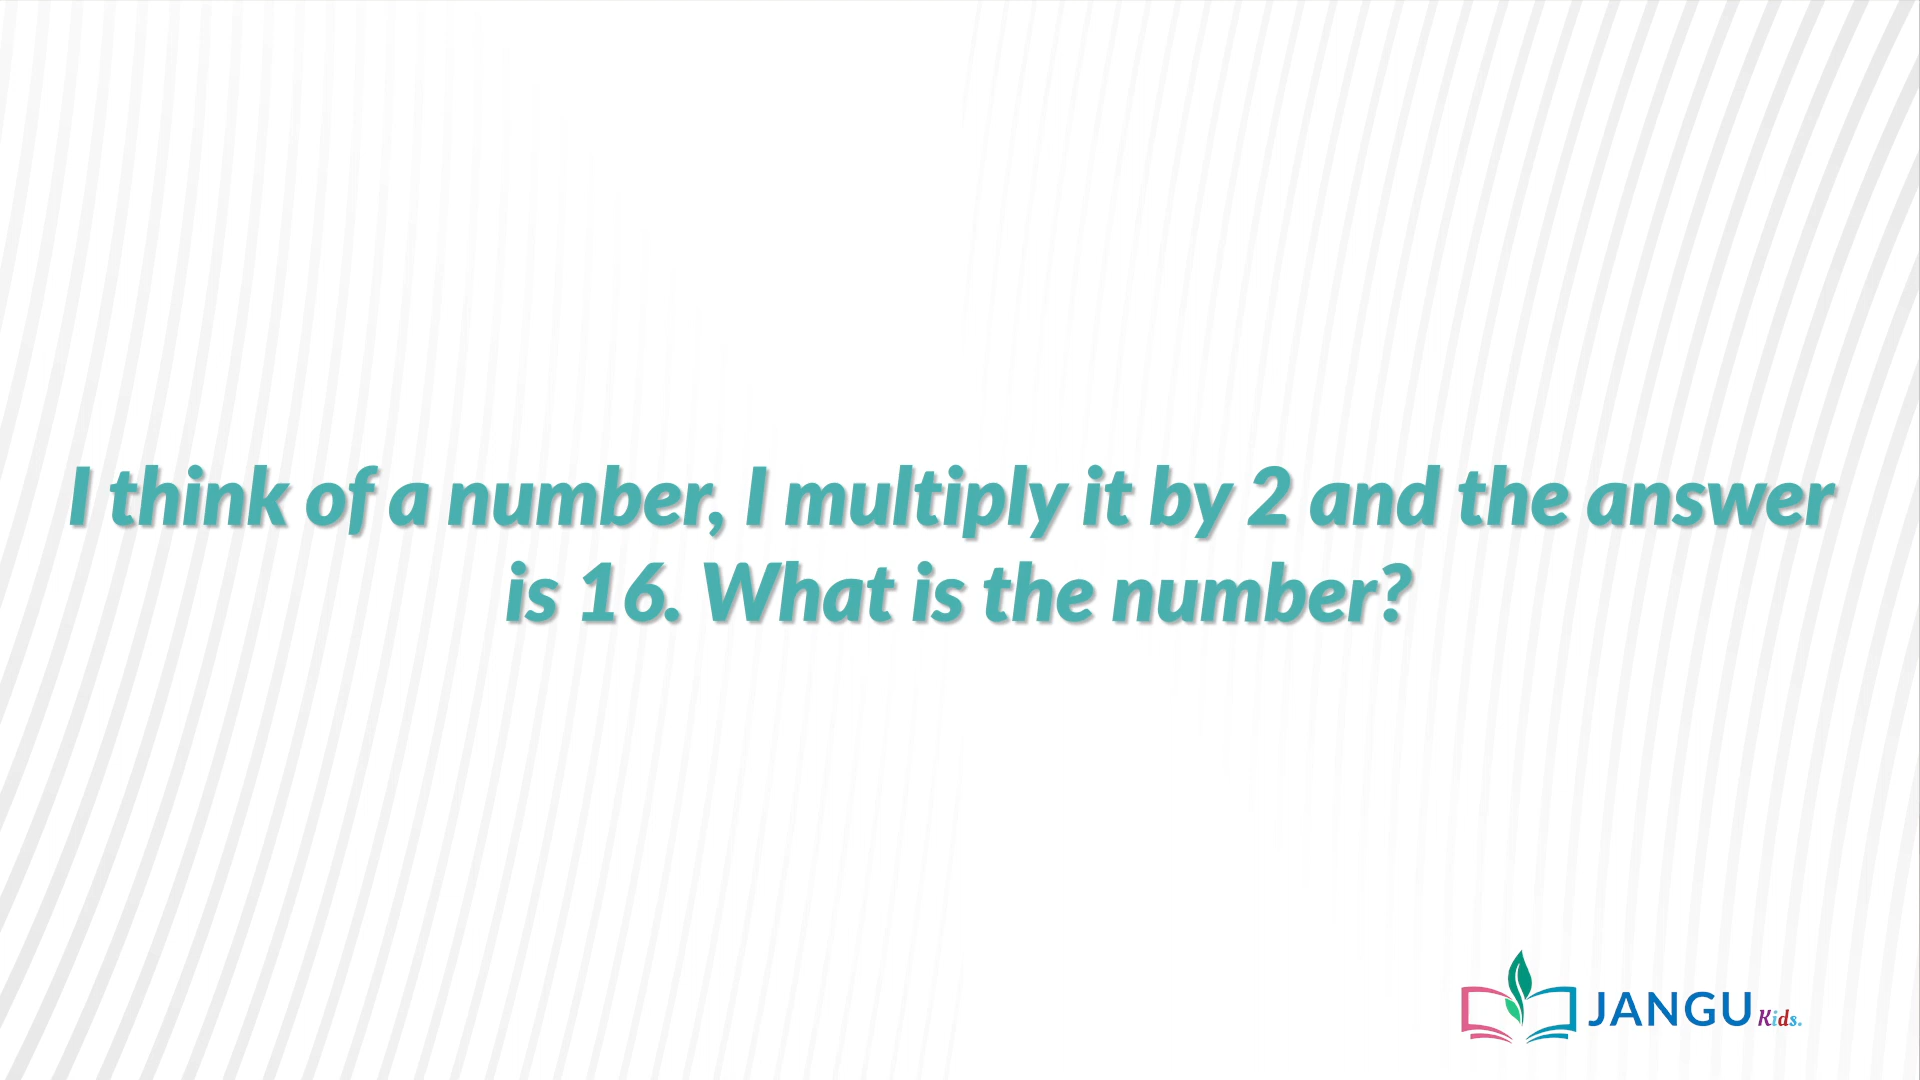 I think of a number, I multiply it by 2 and the answer
is 16. What is the number?
JANGU Kids.